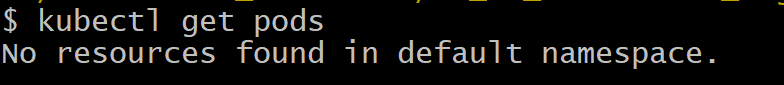 $ kubectl get pods
No resources found in default namespace.